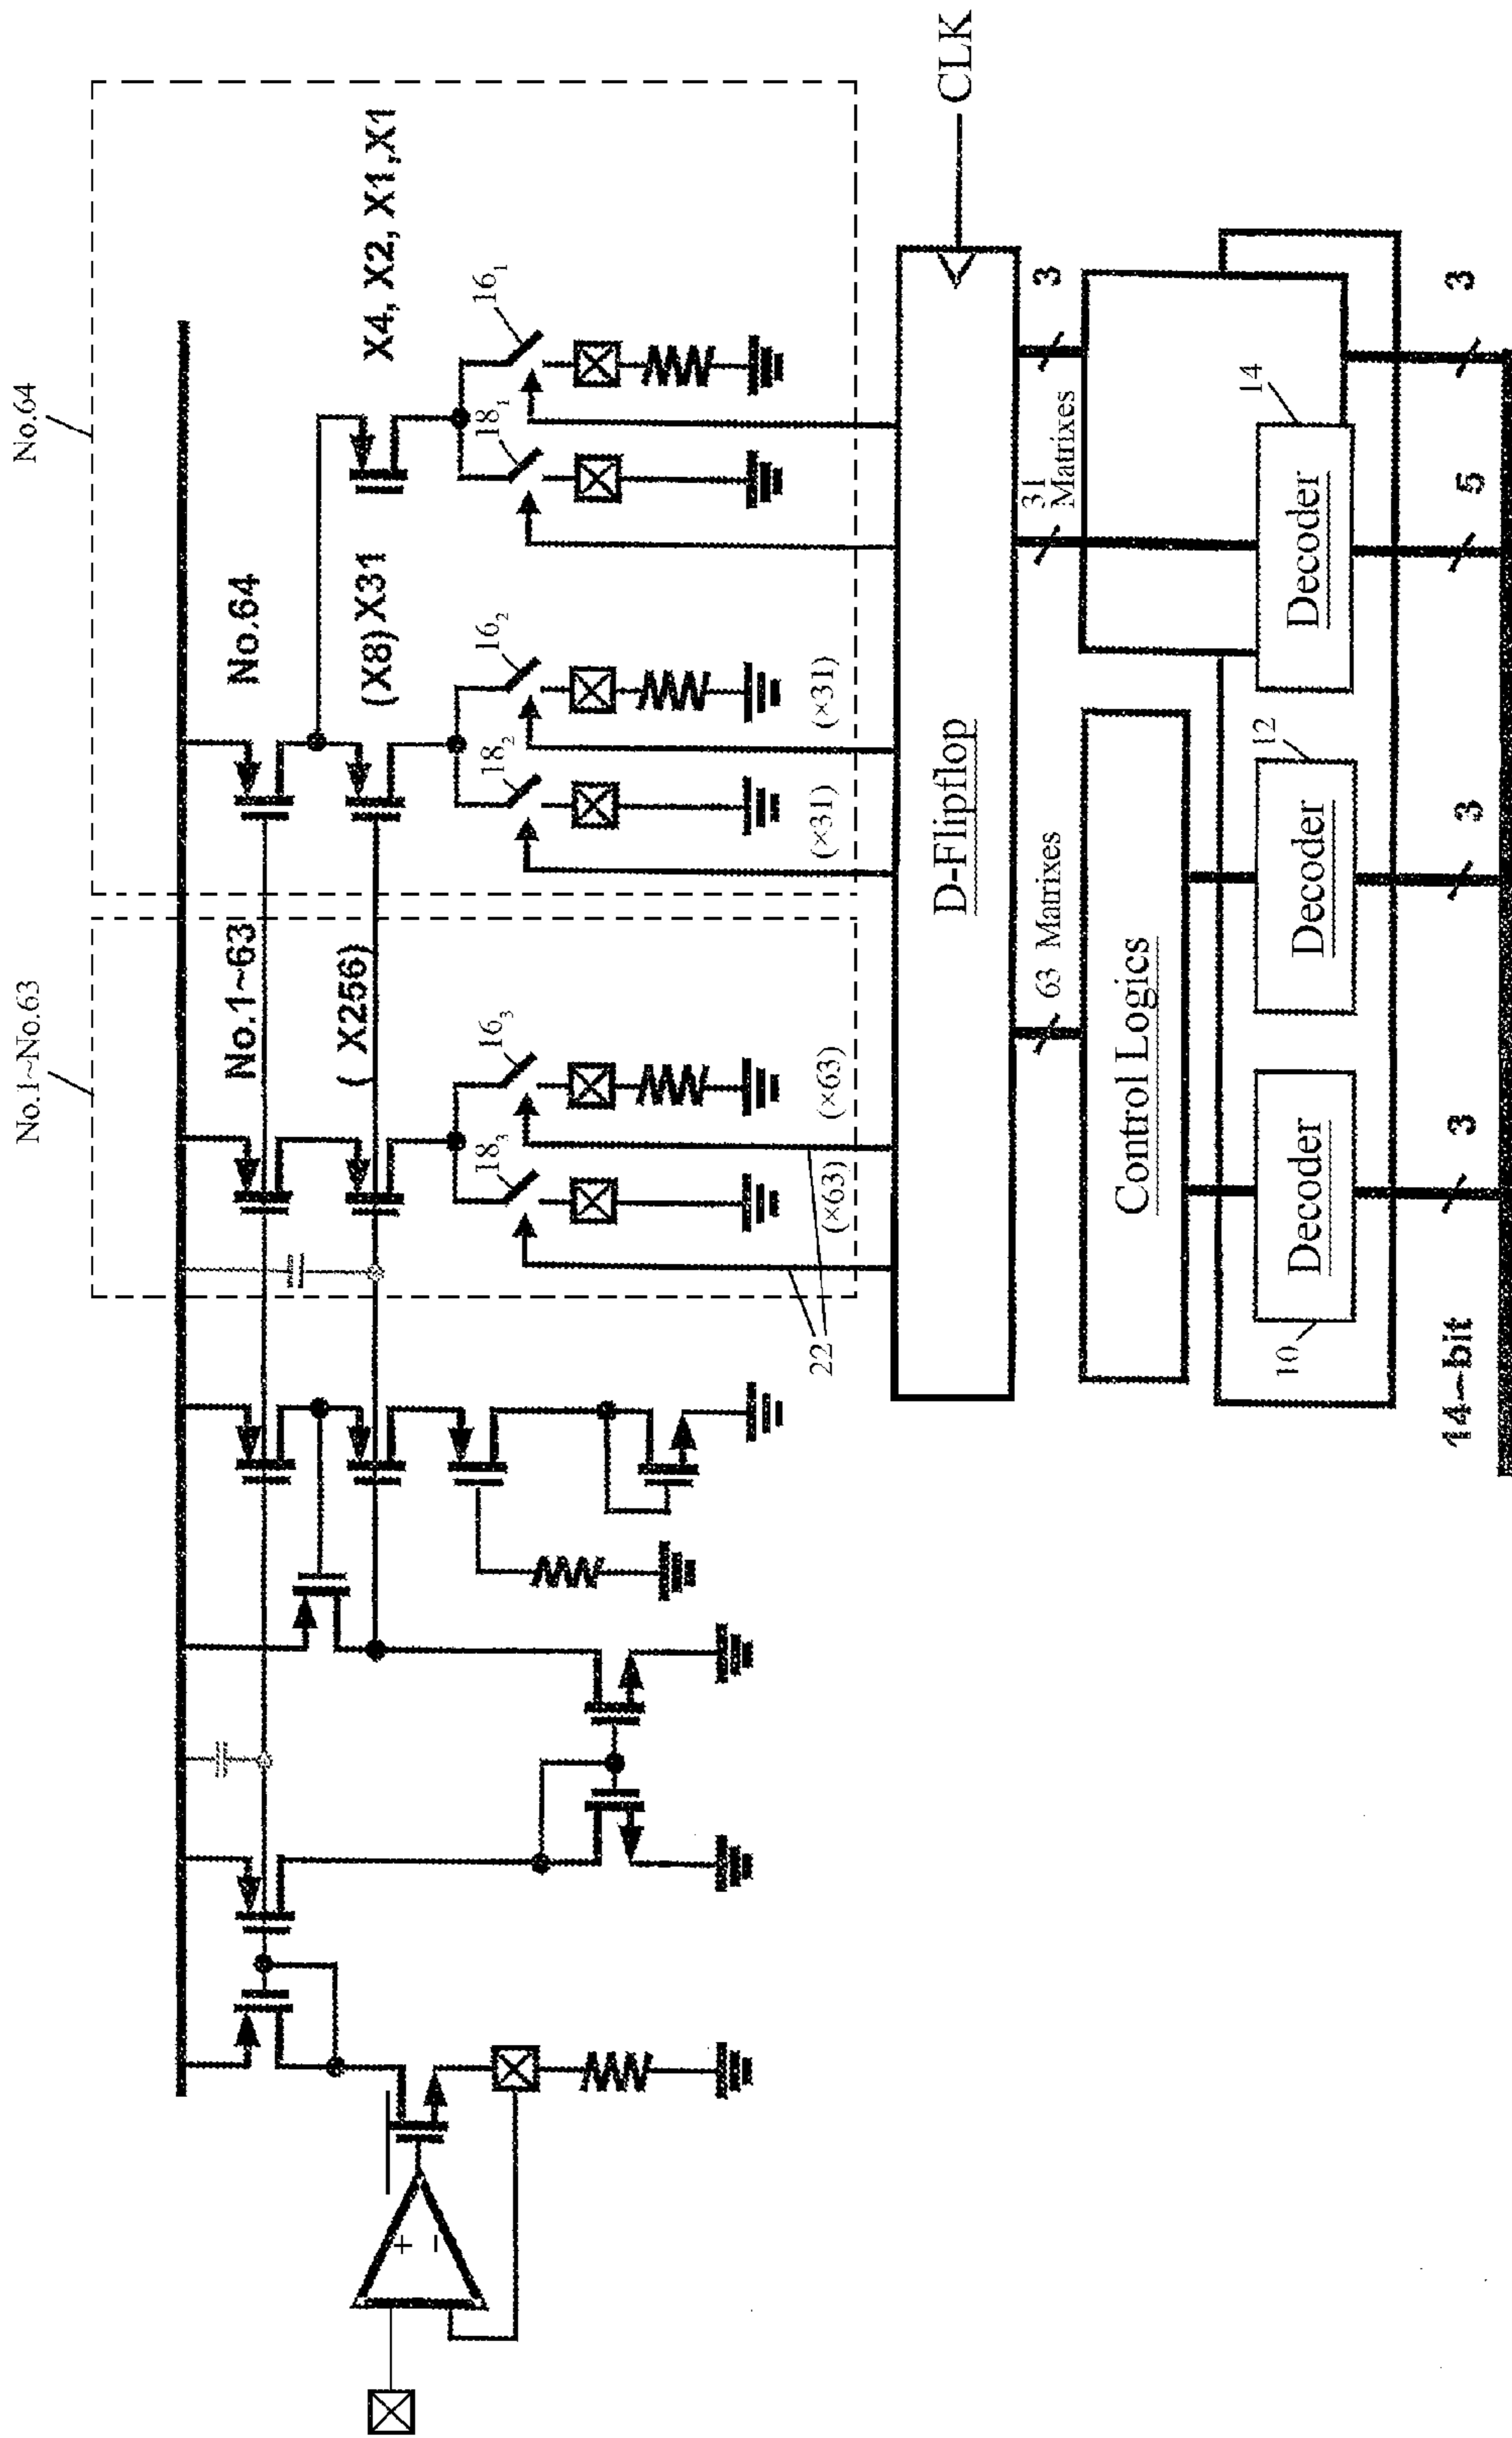 No.1~No.63
No.64
No.1~63
No.64
( X256)
(X8)X31
X4, X2, X1,X1
18₃
16₃
18₂
16₂
18₁
16₁
(×63)
(×63)
(×31)
(×31)
22
D-Flipflop
CLK
63 Matrixes
31
Matrixes
3
Control Logics
10
Decoder
12
Decoder
14
Decoder
14-bit
3
3
5
3
+
−